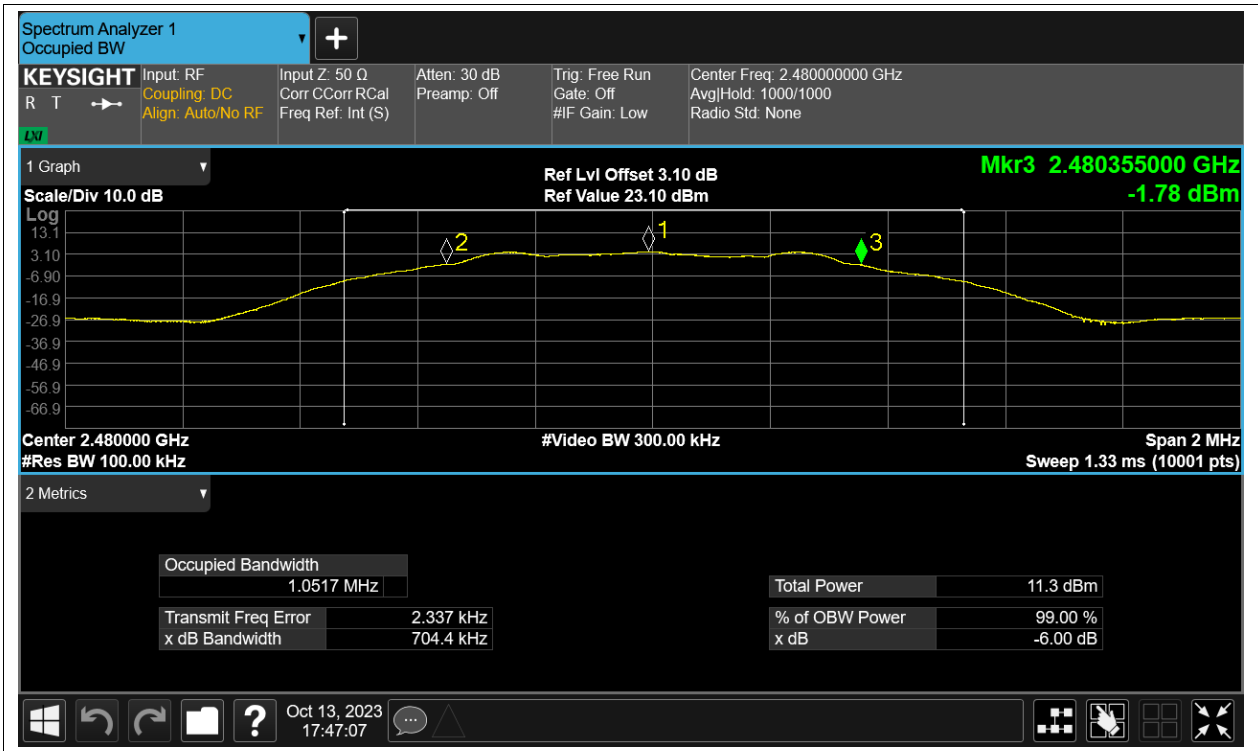 Spectrum Analyzer 1
Occupied BW
KEYSIGHT
R T
LXI
Input: RF
Coupling: DC
Align: Auto/No RF
Input Z: 50 Ω
Corr CCorr RCal
Freq Ref: Int (S)
Atten: 30 dB
Preamp: Off
Trig: Free Run
Gate: Off
#IF Gain: Low
Center Freq: 2.480000000 GHz
Avg|Hold: 1000/1000
Radio Std: None
1 Graph
Scale/Div 10.0 dB
Ref Lvl Offset 3.10 dB
Ref Value 23.10 dBm
Mkr3 2.480355000 GHz
-1.78 dBm
Log
13.1
3.10
-6.90
-16.9
-26.9
-36.9
-46.9
-56.9
-66.9
2
1
3
Center 2.480000 GHz
#Res BW 100.00 kHz
#Video BW 300.00 kHz
Span 2 MHz
Sweep 1.33 ms (10001 pts)
2 Metrics
Occupied Bandwidth
1.0517 MHz
Transmit Freq Error 2.337 kHz
x dB Bandwidth 704.4 kHz
Total Power 11.3 dBm
% of OBW Power 99.00 %
x dB -6.00 dB
?
Oct 13, 2023
17:47:07